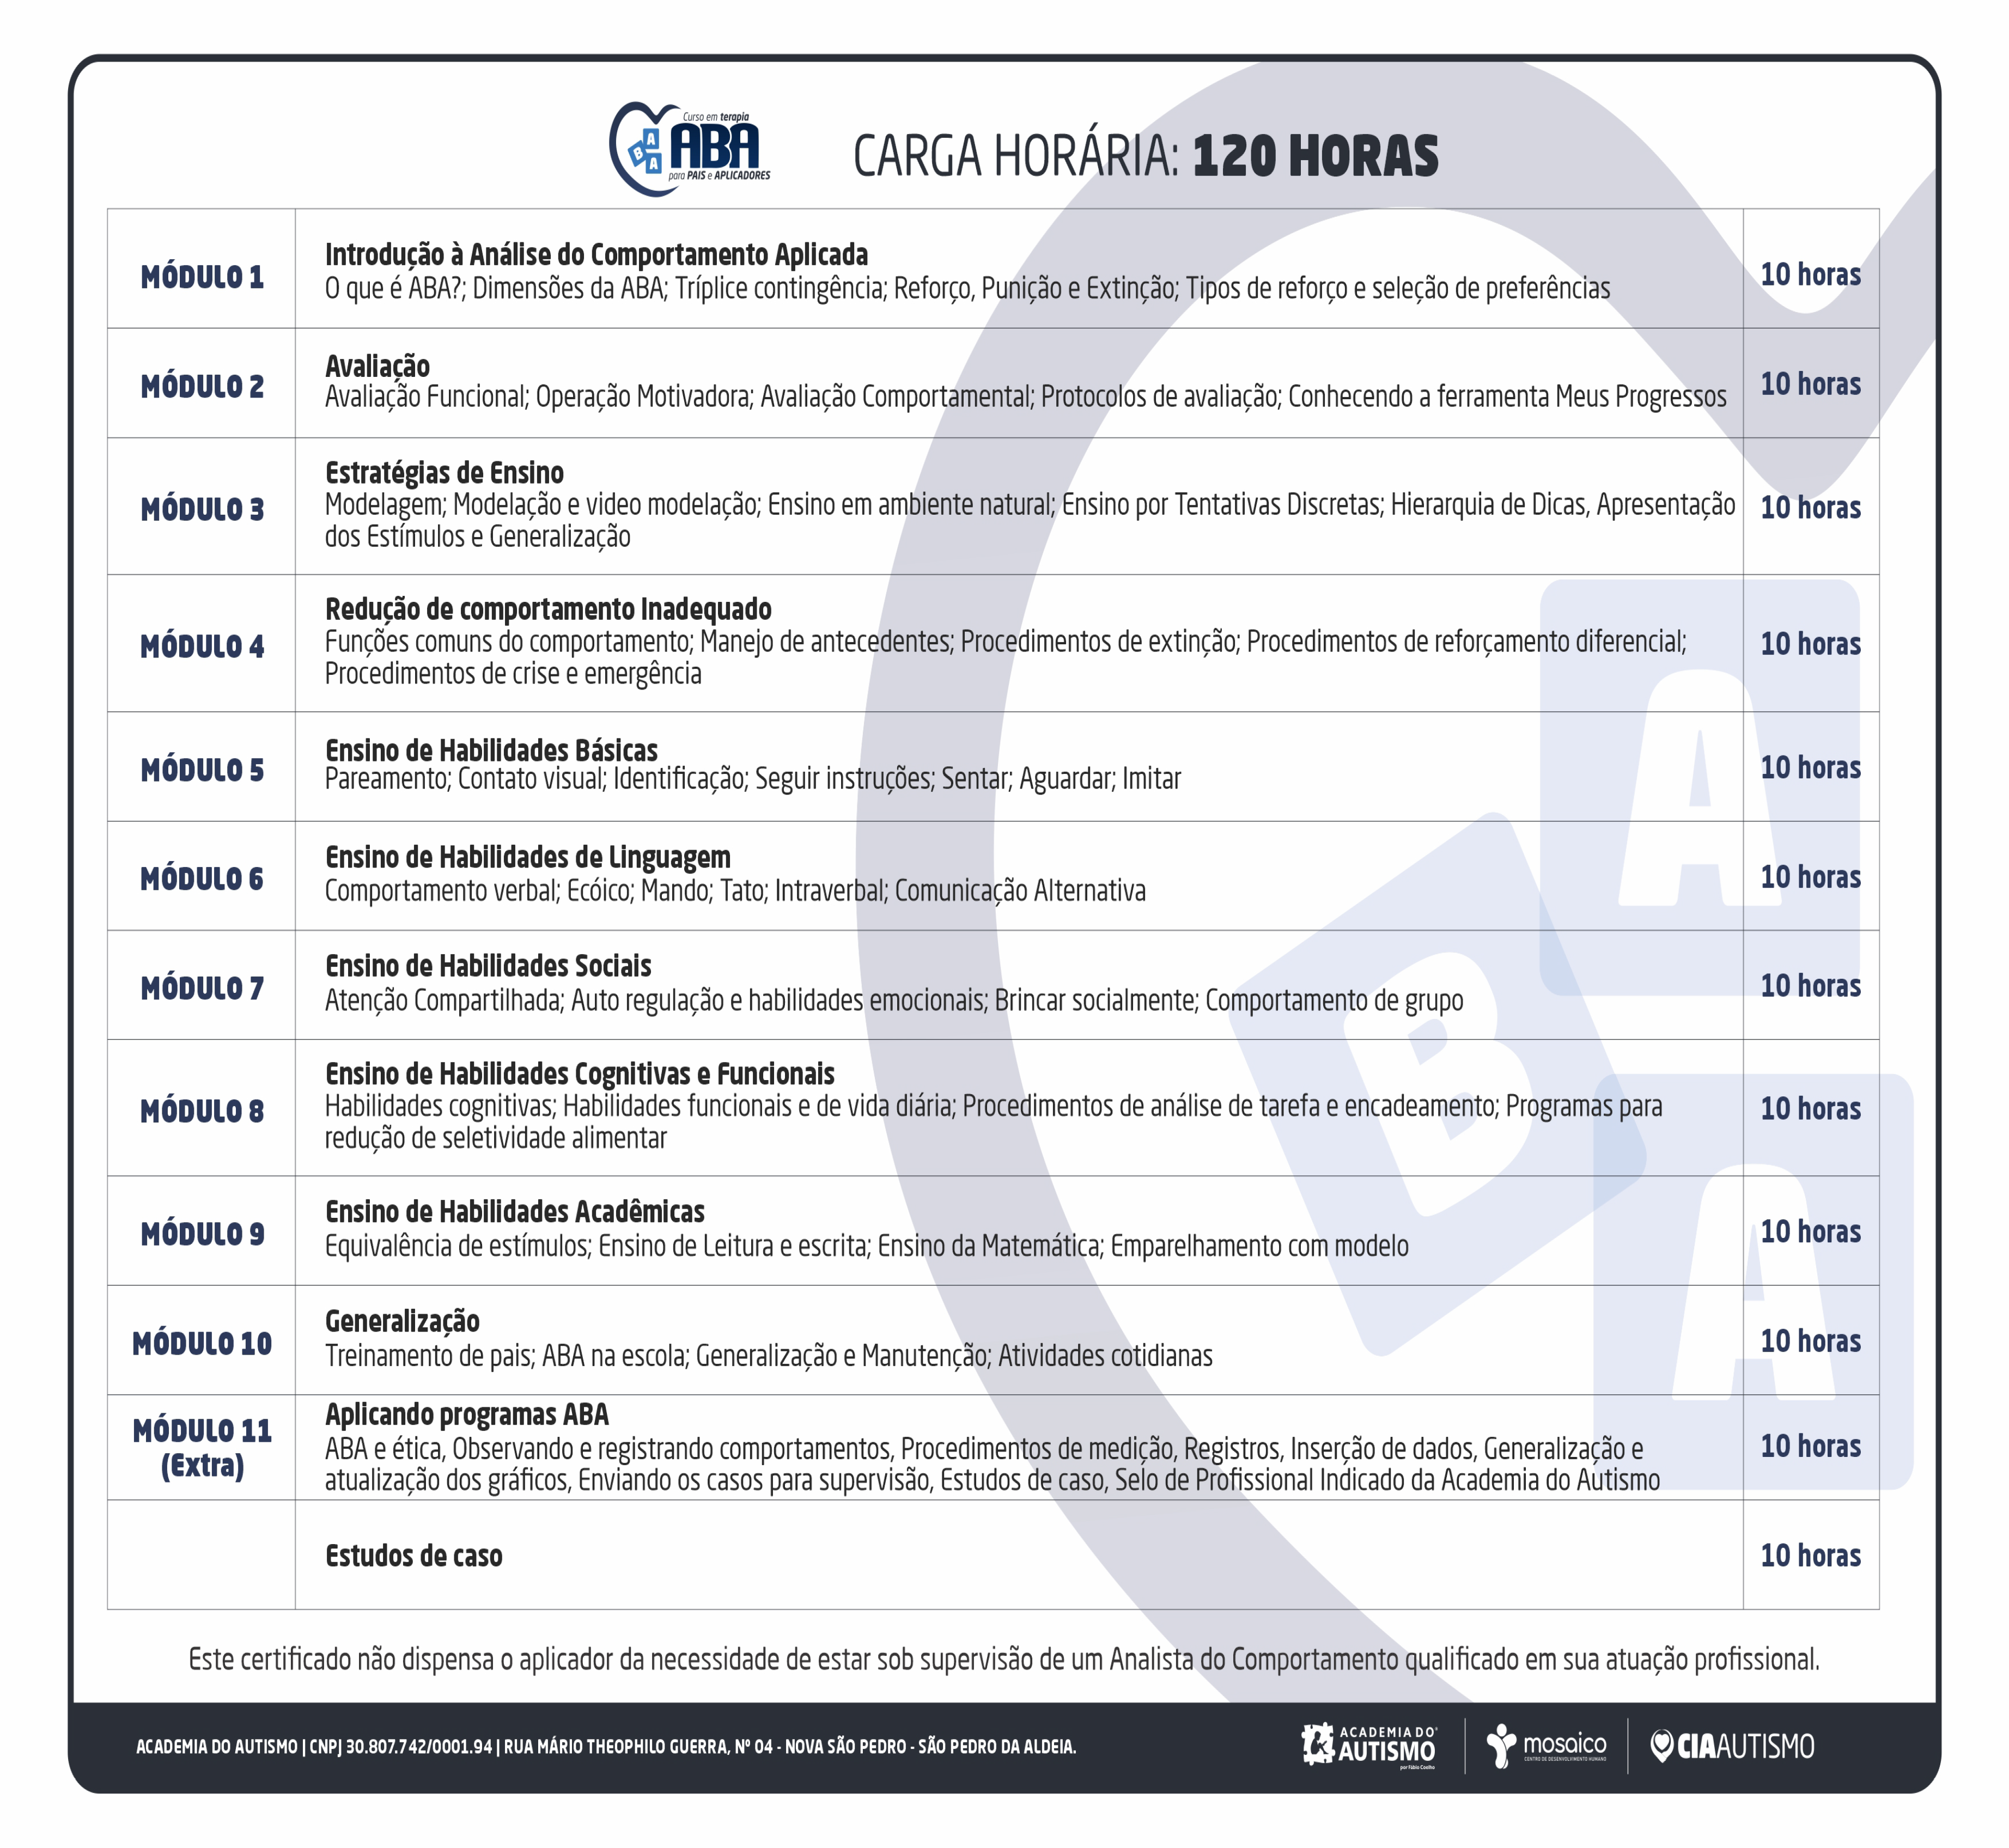 Curso em terapia
ABA
para PAIS e APLICADORES
B A A
CARGA HORÁRIA: 120 HORAS
MÓDULO 1
Introdução à Análise do Comportamento Aplicada
O que é ABA?; Dimensões da ABA; Tríplice contingência; Reforço, Punição e Extinção; Tipos de reforço e seleção de preferências
10 horas
MÓDULO 2
Avaliação
Avaliação Funcional; Operação Motivadora; Avaliação Comportamental; Protocolos de avaliação; Conhecendo a ferramenta Meus Progressos
10 horas
MÓDULO 3
Estratégias de Ensino
Modelagem; Modelação e video modelação; Ensino em ambiente natural; Ensino por Tentativas Discretas; Hierarquia de Dicas, Apresentação
dos Estímulos e Generalização
10 horas
MÓDULO 4
Redução de comportamento Inadequado
Funções comuns do comportamento; Manejo de antecedentes; Procedimentos de extinção; Procedimentos de reforçamento diferencial;
Procedimentos de crise e emergência
10 horas
MÓDULO 5
Ensino de Habilidades Básicas
Pareamento; Contato visual; Identificação; Seguir instruções; Sentar; Aguardar; Imitar
10 horas
MÓDULO 6
Ensino de Habilidades de Linguagem
Comportamento verbal; Ecóico; Mando; Tato; Intraverbal; Comunicação Alternativa
10 horas
MÓDULO 7
Ensino de Habilidades Sociais
Atenção Compartilhada; Auto regulação e habilidades emocionais; Brincar socialmente; Comportamento de grupo
10 horas
MÓDULO 8
Ensino de Habilidades Cognitivas e Funcionais
Habilidades cognitivas; Habilidades funcionais e de vida diária; Procedimentos de análise de tarefa e encadeamento; Programas para
redução de seletividade alimentar
10 horas
MÓDULO 9
Ensino de Habilidades Acadêmicas
Equivalência de estímulos; Ensino de Leitura e escrita; Ensino da Matemática; Emparelhamento com modelo
10 horas
MÓDULO 10
Generalização
Treinamento de pais; ABA na escola; Generalização e Manutenção; Atividades cotidianas
10 horas
MÓDULO 11
(Extra)
Aplicando programas ABA
ABA e ética, Observando e registrando comportamentos, Procedimentos de medição, Registros, Inserção de dados, Generalização e
atualização dos gráficos, Enviando os casos para supervisão, Estudos de caso, Selo de Profissional Indicado da Academia do Autismo
10 horas
Estudos de caso
10 horas
A
B
A
Este certificado não dispensa o aplicador da necessidade de estar sob supervisão de um Analista do Comportamento qualificado em sua atuação profissional.
ACADEMIA DO AUTISMO | CNPJ 30.807.742/0001.94 | RUA MÁRIO THEOPHILO GUERRA, Nº 04 - NOVA SÃO PEDRO - SÃO PEDRO DA ALDEIA.
ACADEMIA DO
AUTISMO
por Fábio Coelho
mosaico
CENTRO DE DESENVOLVIMENTO HUMANO
CIAAUTISMO